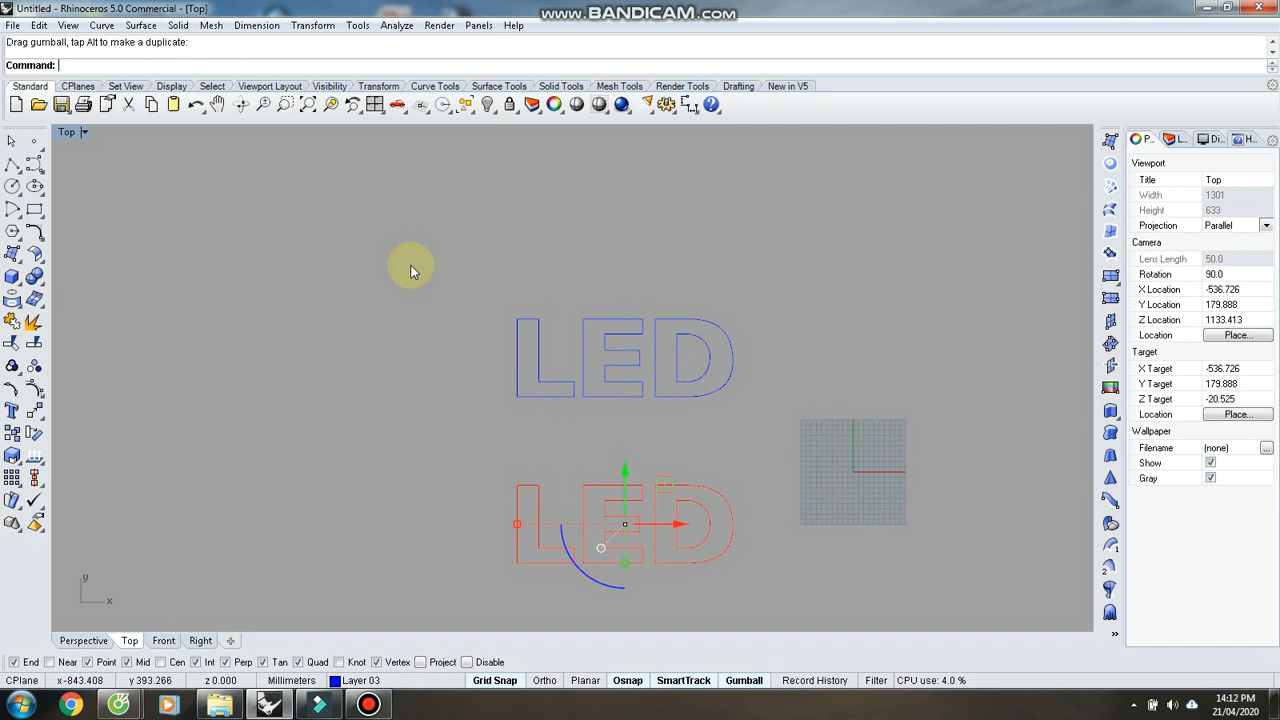 Untitled - Rhinoceros 5.0 Commercial - [Top]
www.BANDICAM.com
File Edit View Curve Surface Solid Mesh Dimension Transform Tools Analyze Render Panels Help
Drag gumball, tap Alt to make a duplicate:
Command:
Standard CPlanes Set View Display Select Viewport Layout Visibility Transform Curve Tools Surface Tools Solid Tools Mesh Tools Render Tools Drafting New in V5
Top
P... L... Di... H...
Viewport
Title Top
Width 1301
Height 633
Projection Parallel
Camera
Lens Length 50.0
Rotation 90.0
X Location -536.726
Y Location 179.888
Z Location 1133.413
Location Place...
Target
X Target -536.726
Y Target 179.888
Z Target -20.525
Location Place...
Wallpaper
Filename (none) ...
Show
Gray
LED
LED
y
x
1
2
Perspective Top Front Right
End Near Point Mid Cen Int Perp Tan Quad Knot Vertex Project Disable
CPlane x-843.408 y 393.266 z 0.000 Millimeters Layer 03 Grid Snap Ortho Planar Osnap SmartTrack Gumball Record History Filter CPU use: 4.0 %
14:12 PM
21/04/2020